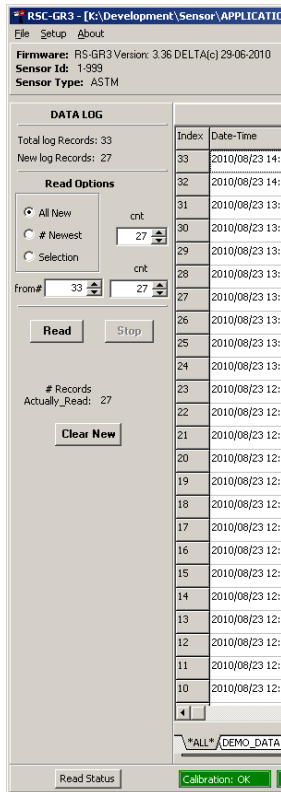 RSC-GR3 - [K:\Development\Sensor\APPLICATIO
File Setup About
Firmware: RS-GR3 Version: 3.36 DELTA(c) 29-06-2010
Sensor Id: 1-999
Sensor Type: ASTM
DATA LOG
Total log Records: 33
New log Records: 27
Read Options
All New
cnt
# Newest
27
Selection
cnt
from# 33
27
Read Stop
# Records
Actually_Read: 27
Clear New
Index Date-Time
33 2010/08/23 14:
32 2010/08/23 14:
31 2010/08/23 13:
30 2010/08/23 13:
29 2010/08/23 13:
28 2010/08/23 13:
27 2010/08/23 13:
26 2010/08/23 13:
25 2010/08/23 13:
24 2010/08/23 13:
23 2010/08/23 12:
22 2010/08/23 12:
21 2010/08/23 12:
20 2010/08/23 12:
19 2010/08/23 12:
18 2010/08/23 12:
17 2010/08/23 12:
16 2010/08/23 12:
15 2010/08/23 12:
14 2010/08/23 12:
13 2010/08/23 12:
12 2010/08/23 12:
11 2010/08/23 12:
10 2010/08/23 12:
*ALL* DEMO_DATA
Read Status
Calibration: OK